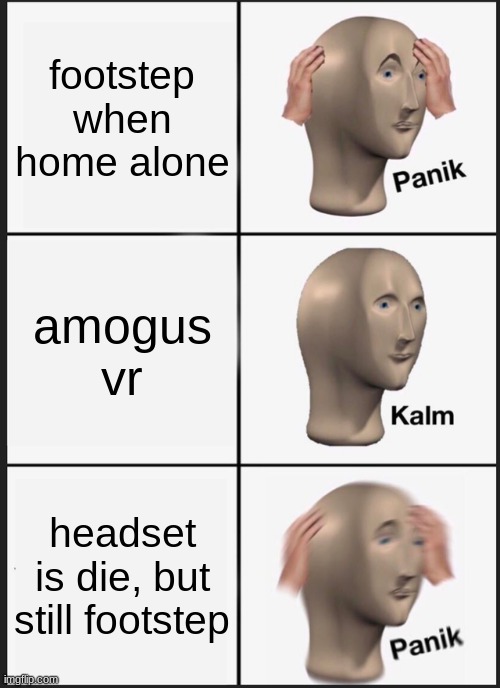 footstep
when
home alone
Panik
amogus
vr
Kalm
headset
is die, but
still footstep
Panik
imgflip.com